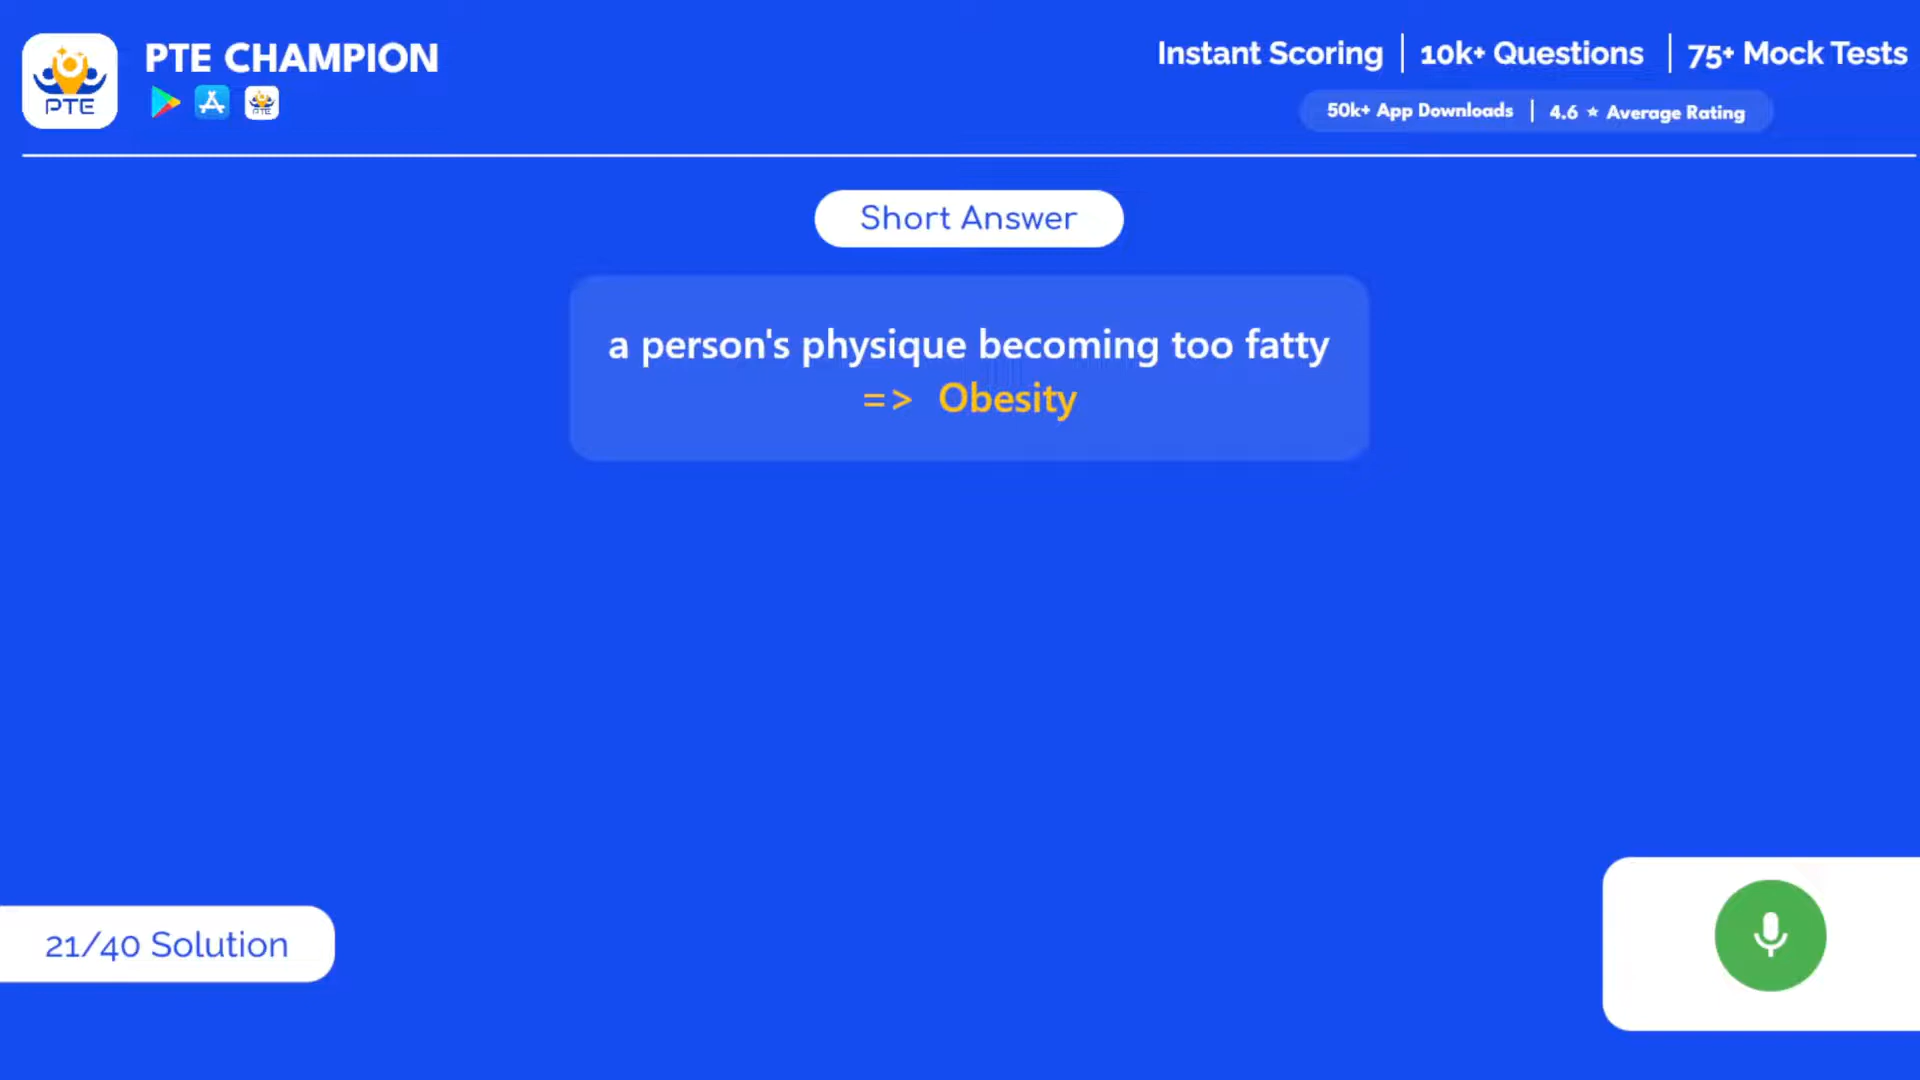 PTE
PTE CHAMPION
PTE
Instant Scoring | 10k+ Questions | 75+ Mock Tests
50k+ App Downloads | 4.6 ★ Average Rating
Short Answer
a person's physique becoming too fatty
=> Obesity
21/40 Solution